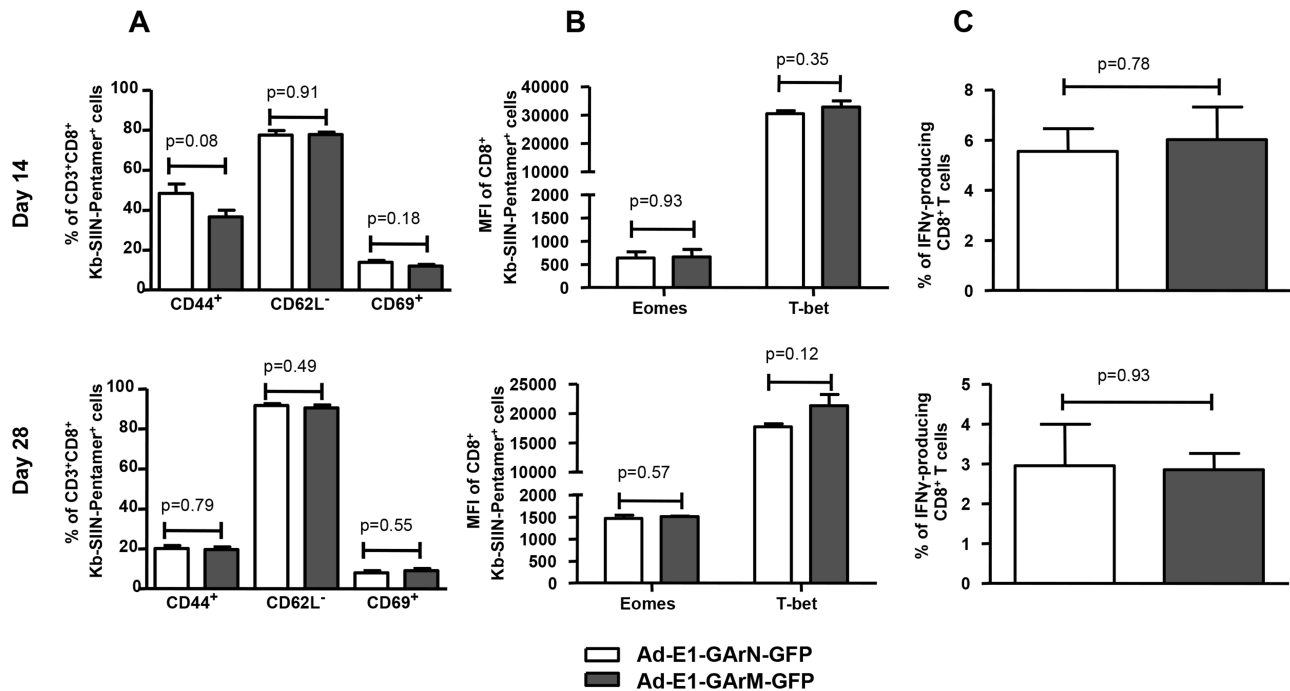 A
B
C
Day 14
% of CD3⁺CD8⁺
Kb-SIIN-Pentamer⁺ cells
100
80
60
40
20
0
p=0.08
p=0.91
p=0.18
CD44⁺
CD62L⁻
CD69⁺
MFI of CD8⁺
Kb-SIIN-Pentamer⁺ cells
40000
35000
30000
25000
20000
15000
10000
2000
1500
1000
500
0
p=0.93
p=0.35
Eomes
T-bet
% of IFNγ-producing
CD8⁺ T cells
8
6
4
2
0
p=0.78
Day 28
% of CD3⁺CD8⁺
Kb-SIIN-Pentamer⁺ cells
100
80
60
40
20
0
p=0.79
p=0.49
p=0.55
CD44⁺
CD62L⁻
CD69⁺
MFI of CD8⁺
Kb-SIIN-Pentamer⁺ cells
25000
20000
15000
10000
2000
1500
1000
500
0
p=0.57
p=0.12
Eomes
T-bet
% of IFNγ-producing
CD8⁺ T cells
5
4
3
2
1
0
p=0.93
Ad-E1-GArN-GFP
Ad-E1-GArM-GFP